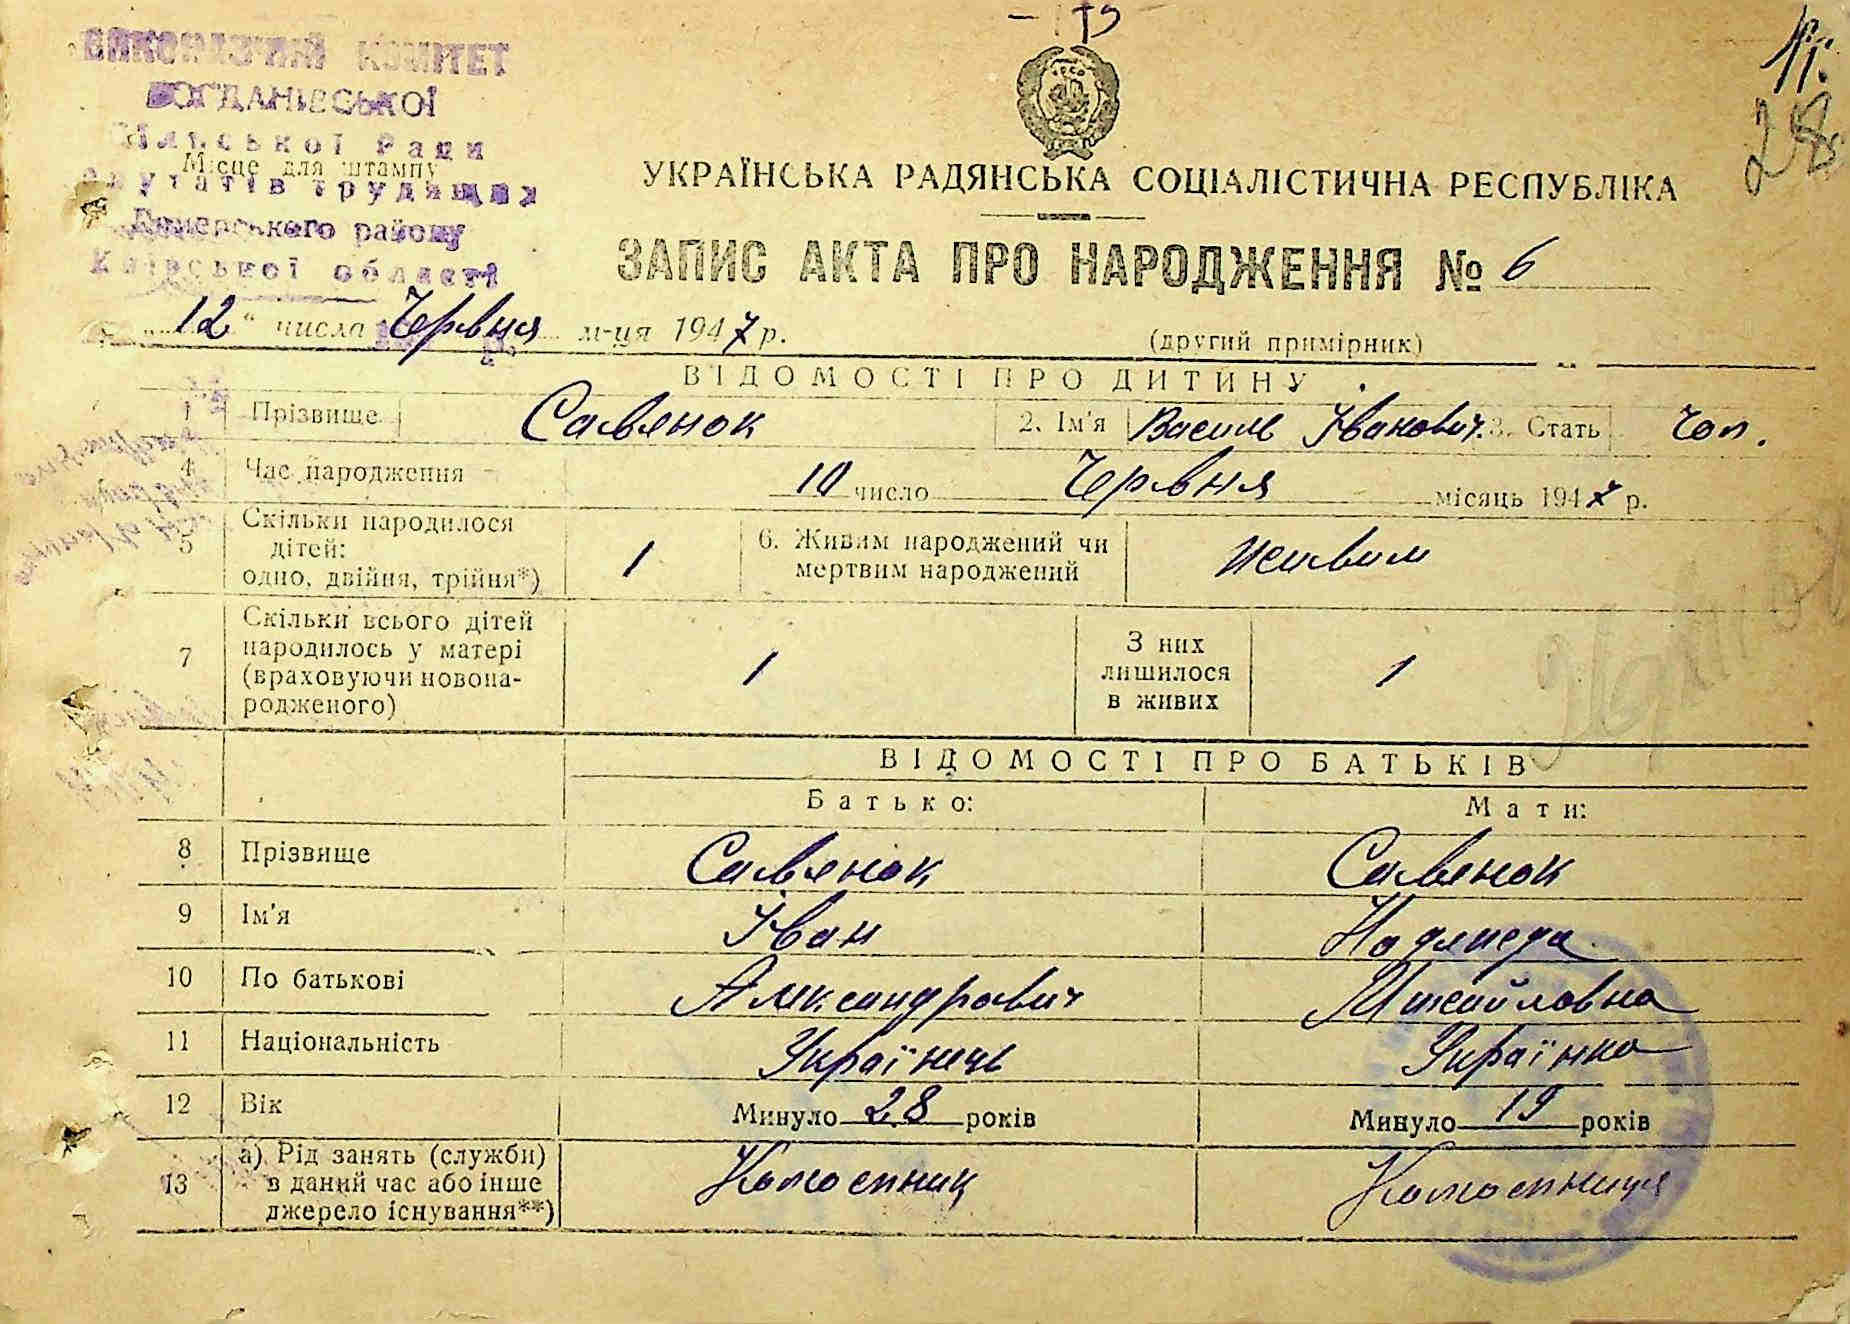 ВИКОНАВЧИЙ КОМІТЕТ
БОГДАНІВСЬКОЇ
Сільської Ради
Місце для штампу
депутатів трудящих
Димерського району
Київської області
УКРАЇНСЬКА РАДЯНСЬКА СОЦІАЛІСТИЧНА РЕСПУБЛІКА
28
ЗАПИС АКТА ПРО НАРОДЖЕННЯ № 6
„12“ числа Червня м-ця 1947 р.
(другий примірник)
ВІДОМОСТІ ПРО ДИТИНУ
1 Прізвище Савенок 2. Ім'я Василь Іванович. 3. Стать Чол.
4 Час народження 10 число Червня місяць 1947 р.
5 Скільки народилося дітей: одно, двійня, трійня*) 1 6. Живим народжений чи мертвим народжений живим
7 Скільки всього дітей народилось у матері (враховуючи новона-родженого) 1 З них лишилося в живих 1
ВІДОМОСТІ ПРО БАТЬКІВ
Батько: Мати:
8 Прізвище Савенок Савенок
9 Ім'я Іван Надежда
10 По батькові Александрович Михайловна
11 Національність Українець Українка
12 Вік Минуло 28 років Минуло 19 років
13 а) Рід занять (служби) в даний час або інше джерело існування**) Колгоспник Колгоспниця